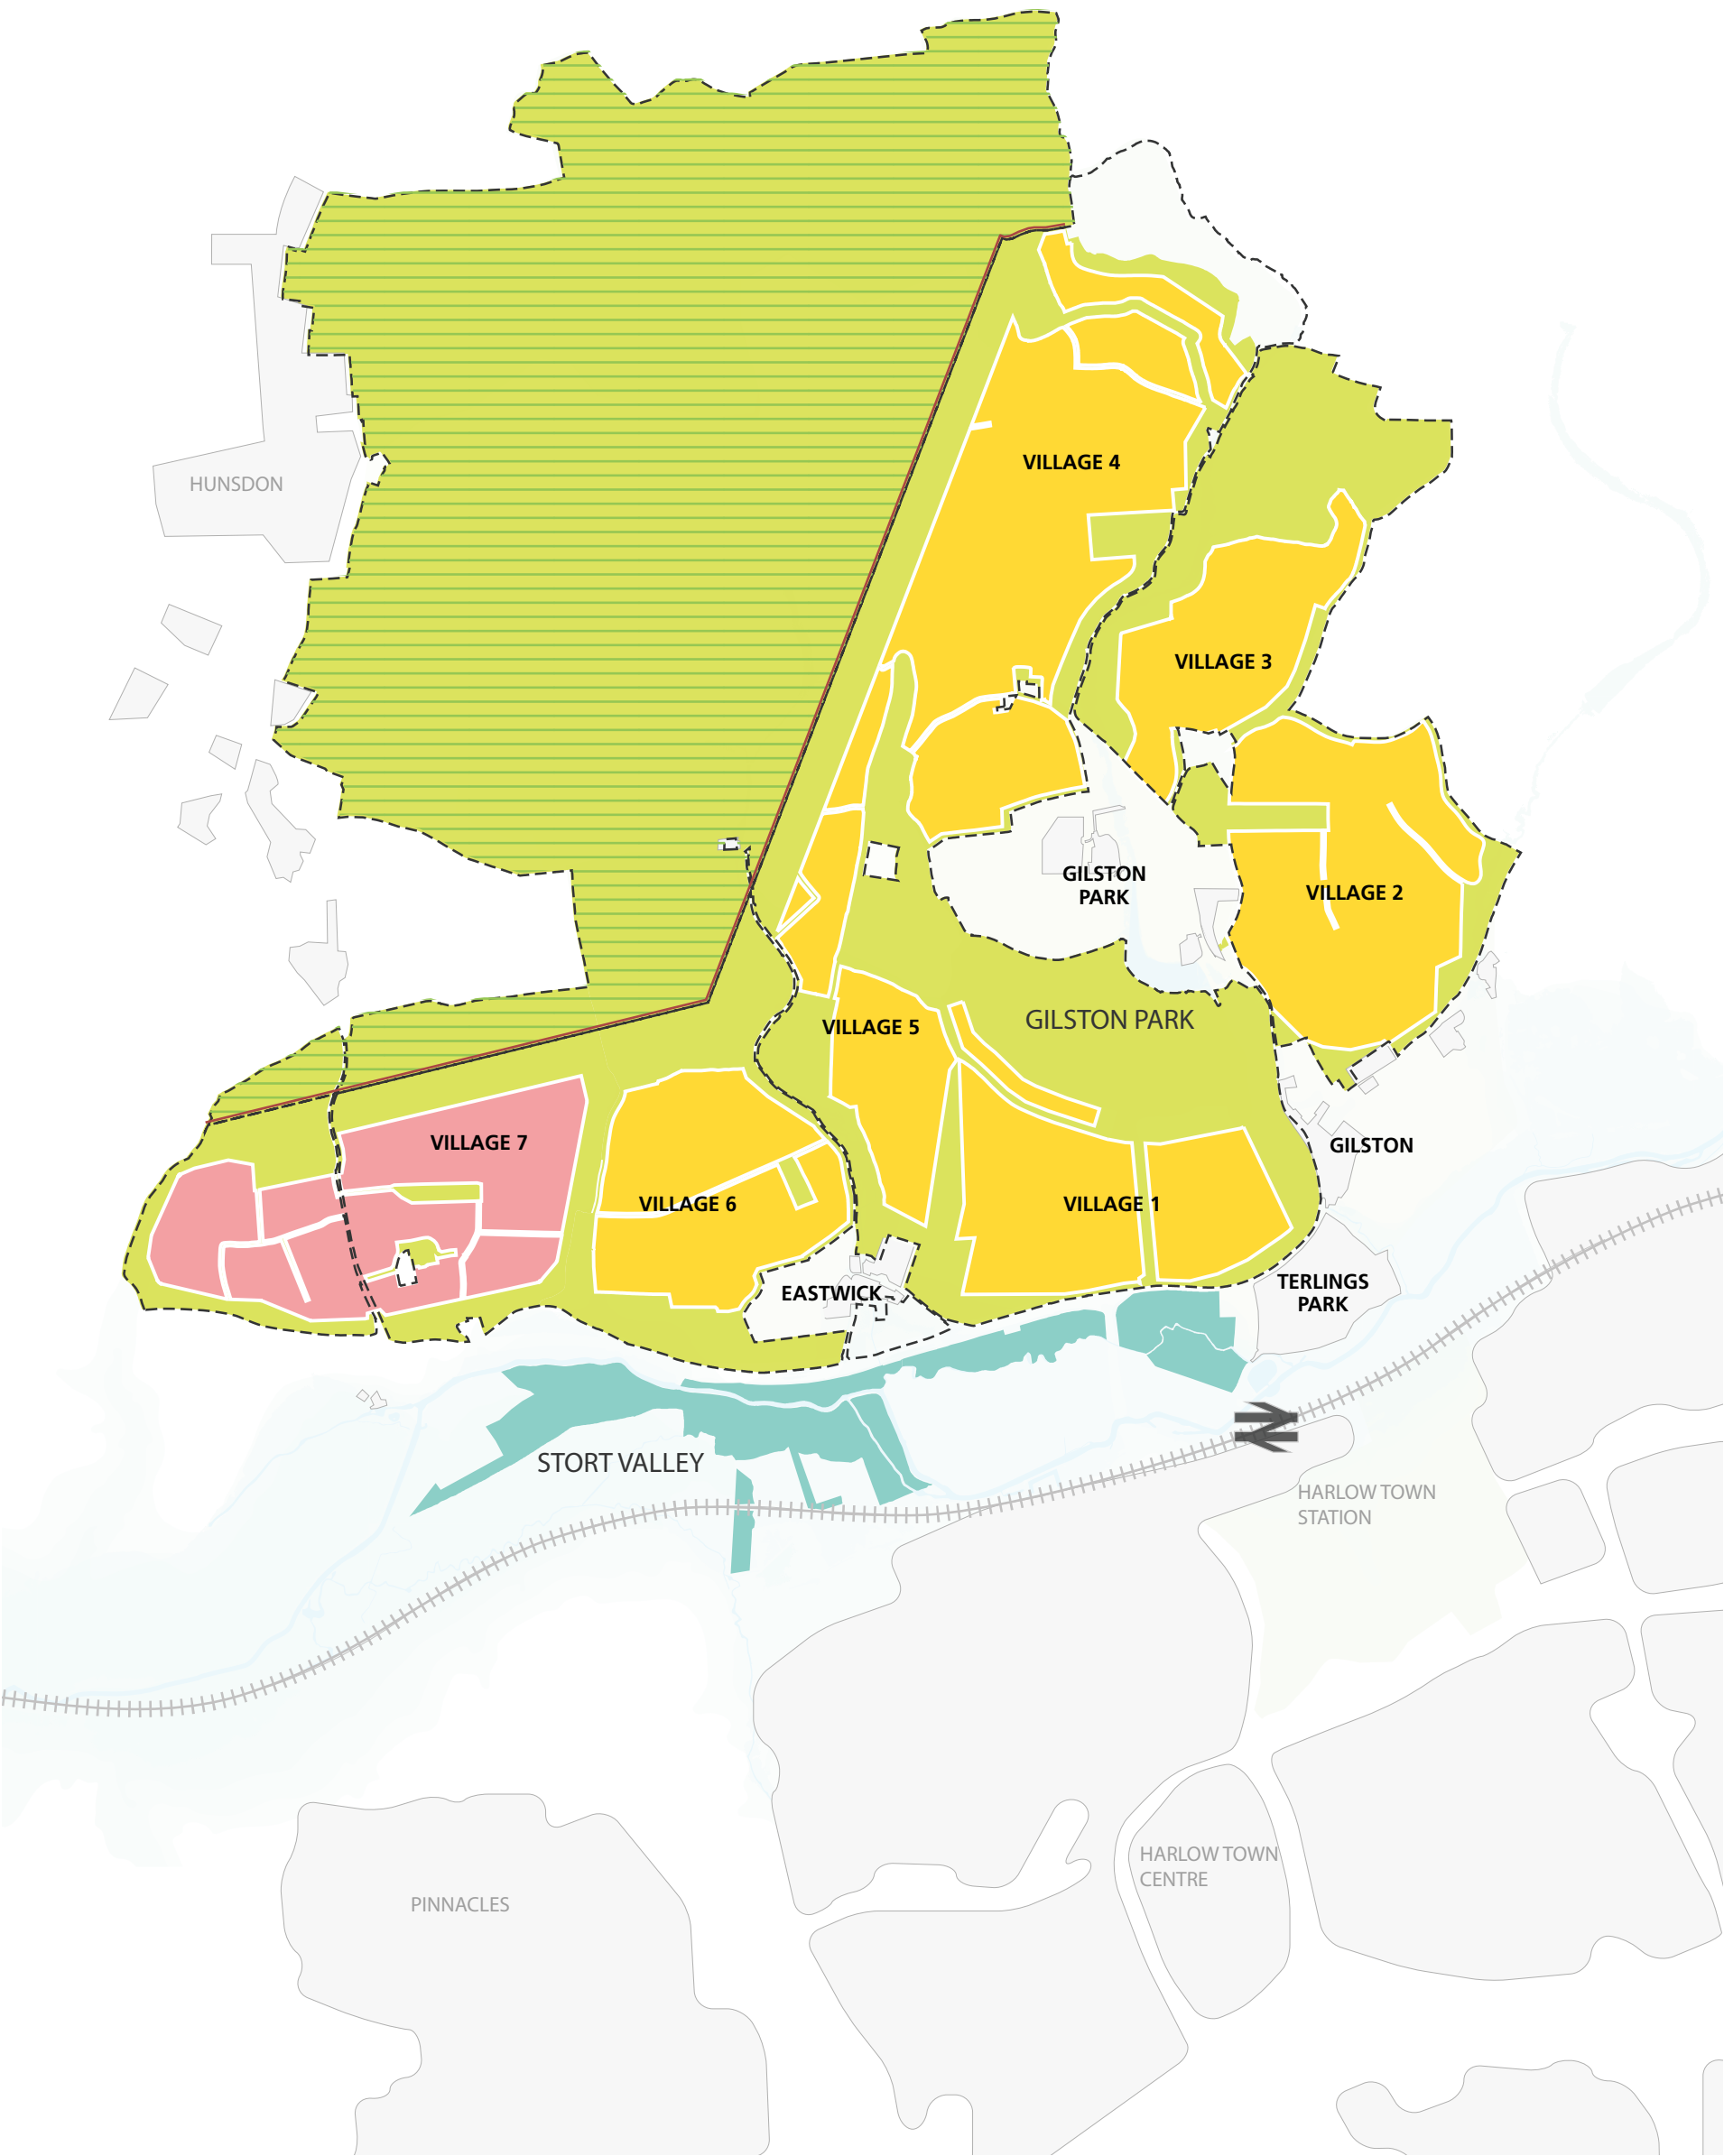 VILLAGE 4
HUNSDON
VILLAGE 3
GILSTON
PARK
VILLAGE 2
GILSTON PARK
VILLAGE 5
VILLAGE 7
GILSTON
VILLAGE 6
VILLAGE 1
EASTWICK
TERLINGS
PARK
STORT VALLEY
HARLOW TOWN
STATION
HARLOW TOWN
CENTRE
PINNACLES